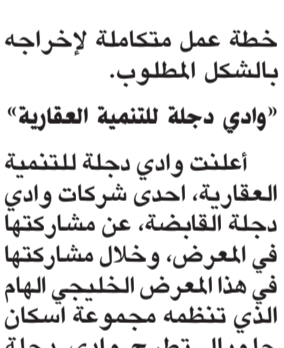 خطة عمل متكاملة لإخراجه
بالشكل المطلوب.
«وادي دجلة للتنمية العقارية»
أعلنت وادي دجلة للتنمية
العقارية، احدى شركات وادي
دجلة القابضة، عن مشاركتها
في المعرض، وخلال مشاركتها
في هذا المعرض الخليجي الهام
الذي تنظمه مجموعة اسكان